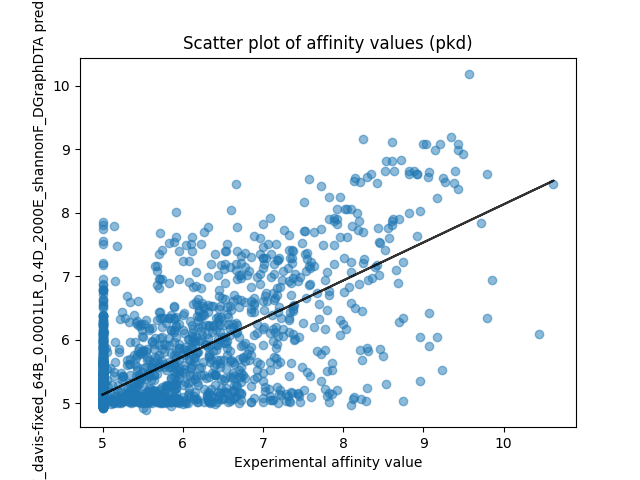 Scatter plot of affinity values (pkd)
_davis-fixed_64B_0.0001LR_0.4D_2000E_shannonF_DGraphDTA pred
10
9
8
7
6
5
5 6 7 8 9 10
Experimental affinity value